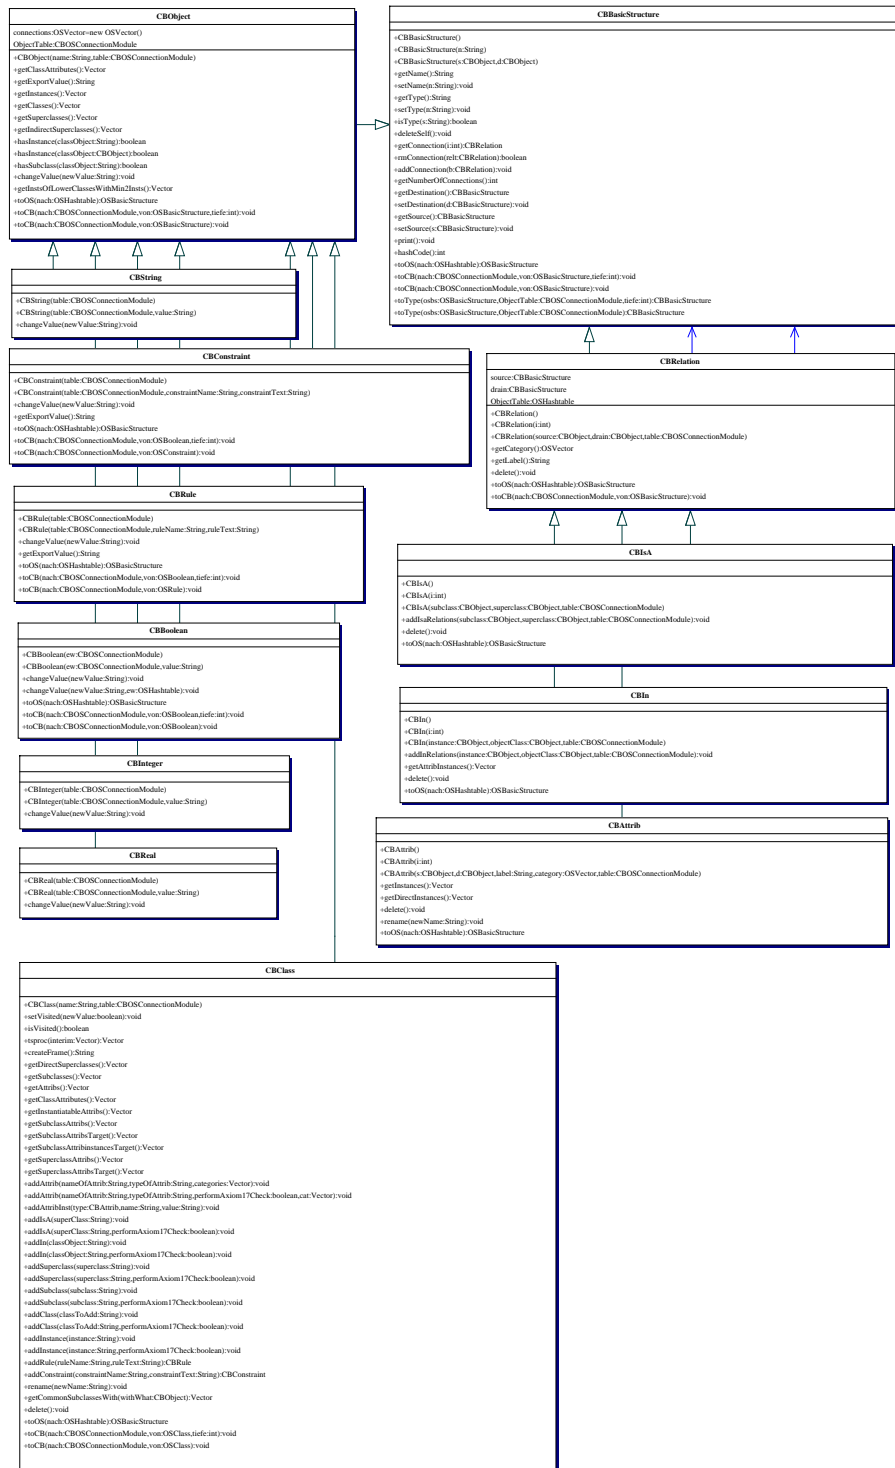 CBObject
connections:OSVector=new OSVector()
ObjectTable:CBOSConnectionModule
+CBObject(name:String,table:CBOSConnectionModule)
+getClassAttributes():Vector
+getExportValue():String
+getInstances():Vector
+getClasses():Vector
+getSuperclasses():Vector
+getIndirectSuperclasses():Vector
+hasInstance(classObject:String):boolean
+hasInstance(classObject:CBObject):boolean
+hasSubclass(classObject:String):boolean
+changeValue(newValue:String):void
+getInstsOfLowerClassesWithMin2Insts():Vector
+toOS(nach:OSHashtable):OSBasicStructure
+toCB(nach:CBOSConnectionModule,von:OSBasicStructure,tiefe:int):void
+toCB(nach:CBOSConnectionModule,von:OSBasicStructure):void
CBBasicStructure
+CBBasicStructure()
+CBBasicStructure(n:String)
+CBBasicStructure(s:CBObject,d:CBObject)
+getName():String
+setName(n:String):void
+getType():String
+setType(n:String):void
+isType(s:String):boolean
+deleteSelf():void
+getConnection(i:int):CBRelation
+rmConnection(relt:CBRelation):boolean
+addConnection(b:CBRelation):void
+getNumberOfConnections():int
+getDestination():CBBasicStructure
+setDestination(d:CBBasicStructure):void
+getSource():CBBasicStructure
+setSource(s:CBBasicStructure):void
+print():void
+hashCode():int
+toOS(nach:OSHashtable):OSBasicStructure
+toCB(nach:CBOSConnectionModule,von:OSBasicStructure,tiefe:int):void
+toCB(nach:CBOSConnectionModule,von:OSBasicStructure):void
+toType(osbs:OSBasicStructure,ObjectTable:CBOSConnectionModule,tiefe:int):CBBasicStructure
+toType(osbs:OSBasicStructure,ObjectTable:CBOSConnectionModule):CBBasicStructure
CBString
+CBString(table:CBOSConnectionModule)
+CBString(table:CBOSConnectionModule,value:String)
+changeValue(newValue:String):void
CBConstraint
+CBConstraint(table:CBOSConnectionModule)
+CBConstraint(table:CBOSConnectionModule,constraintName:String,constraintText:String)
+changeValue(newValue:String):void
+getExportValue():String
+toOS(nach:OSHashtable):OSBasicStructure
+toCB(nach:CBOSConnectionModule,von:OSBoolean,tiefe:int):void
+toCB(nach:CBOSConnectionModule,von:OSConstraint):void
CBRelation
source:CBBasicStructure
drain:CBBasicStructure
ObjectTable:OSHashtable
+CBRelation()
+CBRelation(i:int)
+CBRelation(source:CBObject,drain:CBObject,table:CBOSConnectionModule)
+getCategory():OSVector
+getLabel():String
+delete():void
+toOS(nach:OSHashtable):OSBasicStructure
+toCB(nach:CBOSConnectionModule,von:OSBasicStructure):void
CBRule
+CBRule(table:CBOSConnectionModule)
+CBRule(table:CBOSConnectionModule,ruleName:String,ruleText:String)
+changeValue(newValue:String):void
+getExportValue():String
+toOS(nach:OSHashtable):OSBasicStructure
+toCB(nach:CBOSConnectionModule,von:OSBoolean,tiefe:int):void
+toCB(nach:CBOSConnectionModule,von:OSRule):void
CBIsA
+CBIsA()
+CBIsA(i:int)
+CBIsA(subclass:CBObject,superclass:CBObject,table:CBOSConnectionModule)
+addIsaRelations(subclass:CBObject,superclass:CBObject,table:CBOSConnectionModule):void
+delete():void
+toOS(nach:OSHashtable):OSBasicStructure
CBBoolean
+CBBoolean(ew:CBOSConnectionModule)
+CBBoolean(ew:CBOSConnectionModule,value:String)
+changeValue(newValue:String):void
+changeValue(newValue:String,ew:OSHashtable):void
+toOS(nach:OSHashtable):OSBasicStructure
+toCB(nach:CBOSConnectionModule,von:OSBoolean,tiefe:int):void
+toCB(nach:CBOSConnectionModule,von:OSBoolean):void
CBIn
+CBIn()
+CBIn(i:int)
+CBIn(instance:CBObject,objectClass:CBObject,table:CBOSConnectionModule)
+addInRelations(instance:CBObject,objectClass:CBObject,table:CBOSConnectionModule):void
+getAttribInstances():Vector
+delete():void
+toOS(nach:OSHashtable):OSBasicStructure
CBInteger
+CBInteger(table:CBOSConnectionModule)
+CBInteger(table:CBOSConnectionModule,value:String)
+changeValue(newValue:String):void
CBAttrib
+CBAttrib()
+CBAttrib(i:int)
+CBAttrib(s:CBObject,d:CBObject,label:String,category:OSVector,table:CBOSConnectionModule)
+getInstances():Vector
+getDirectInstances():Vector
+delete():void
+rename(newName:String):void
+toOS(nach:OSHashtable):OSBasicStructure
CBReal
+CBReal(table:CBOSConnectionModule)
+CBReal(table:CBOSConnectionModule,value:String)
+changeValue(newValue:String):void
CBClass
+CBClass(name:String,table:CBOSConnectionModule)
+setVisited(newValue:boolean):void
+isVisited():boolean
+tsproc(interim:Vector):Vector
+createFrame():String
+getDirectSuperclasses():Vector
+getSubclasses():Vector
+getAttribs():Vector
+getClassAttributes():Vector
+getInstantiatableAttribs():Vector
+getSubclassAttribs():Vector
+getSubclassAttribsTarget():Vector
+getSubclassAttribinstancesTarget():Vector
+getSuperclassAttribs():Vector
+getSuperclassAttribsTarget():Vector
+addAttrib(nameOfAttrib:String,typeOfAttrib:String,categories:Vector):void
+addAttrib(nameOfAttrib:String,typeOfAttrib:String,performAxiom17Check:boolean,cat:Vector):void
+addAttribInst(type:CBAttrib,name:String,value:String):void
+addIsA(superClass:String):void
+addIsA(superClass:String,performAxiom17Check:boolean):void
+addIn(classObject:String):void
+addIn(classObject:String,performAxiom17Check:boolean):void
+addSuperclass(superclass:String):void
+addSuperclass(superclass:String,performAxiom17Check:boolean):void
+addSubclass(subclass:String):void
+addSubclass(subclass:String,performAxiom17Check:boolean):void
+addClass(classToAdd:String):void
+addClass(classToAdd:String,performAxiom17Check:boolean):void
+addInstance(instance:String):void
+addInstance(instance:String,performAxiom17Check:boolean):void
+addRule(ruleName:String,ruleText:String):CBRule
+addConstraint(constraintName:String,constraintText:String):CBConstraint
+rename(newName:String):void
+getCommonSubclassesWith(withWhat:CBObject):Vector
+delete():void
+toOS(nach:OSHashtable):OSBasicStructure
+toCB(nach:CBOSConnectionModule,von:OSClass,tiefe:int):void
+toCB(nach:CBOSConnectionModule,von:OSClass):void